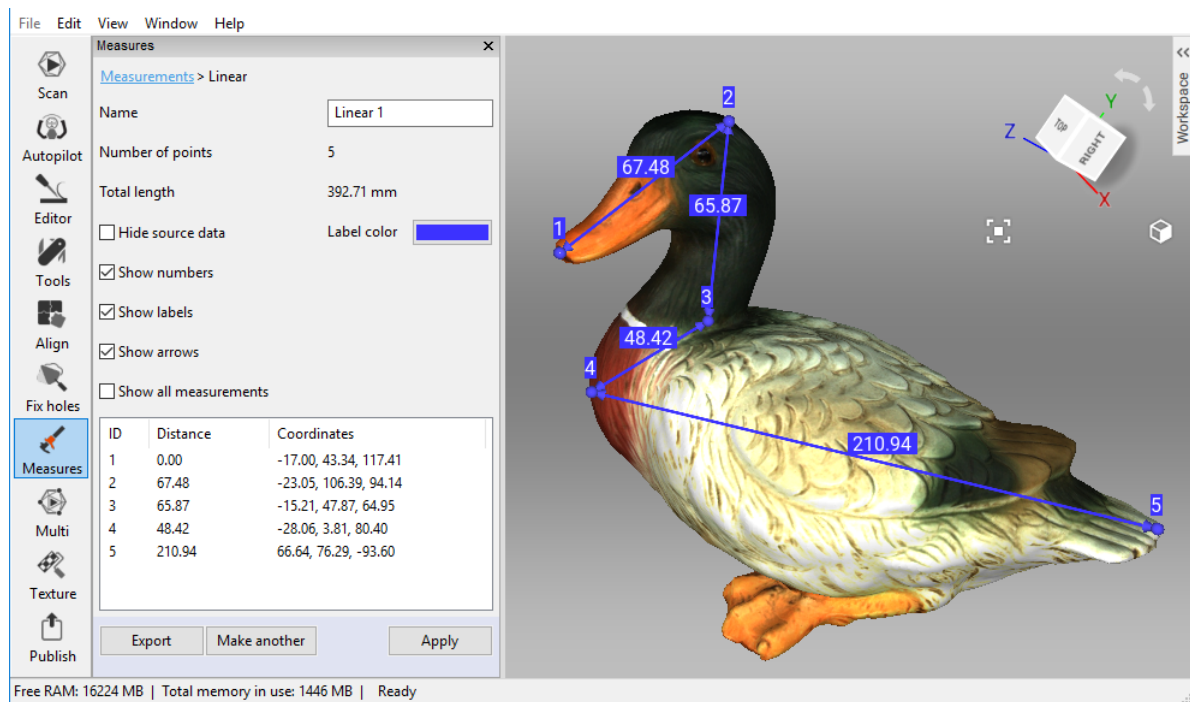 File Edit View Window Help
Scan
Autopilot
Editor
Tools
Align
Fix holes
Measures
Multi
Texture
Publish
Measures
Measurements > Linear
Name Linear 1
Number of points 5
Total length 392.71 mm
Hide source data Label color
Show numbers
Show labels
Show arrows
Show all measurements
ID Distance Coordinates
1 0.00 -17.00, 43.34, 117.41
2 67.48 -23.05, 106.39, 94.14
3 65.87 -15.21, 47.87, 64.95
4 48.42 -28.06, 3.81, 80.40
5 210.94 66.64, 76.29, -93.60
Export Make another Apply
2
67.48
65.87
1
3
48.42
4
210.94
5
Z Y X
TOP
RIGHT
Workspace
Free RAM: 16224 MB | Total memory in use: 1446 MB | Ready